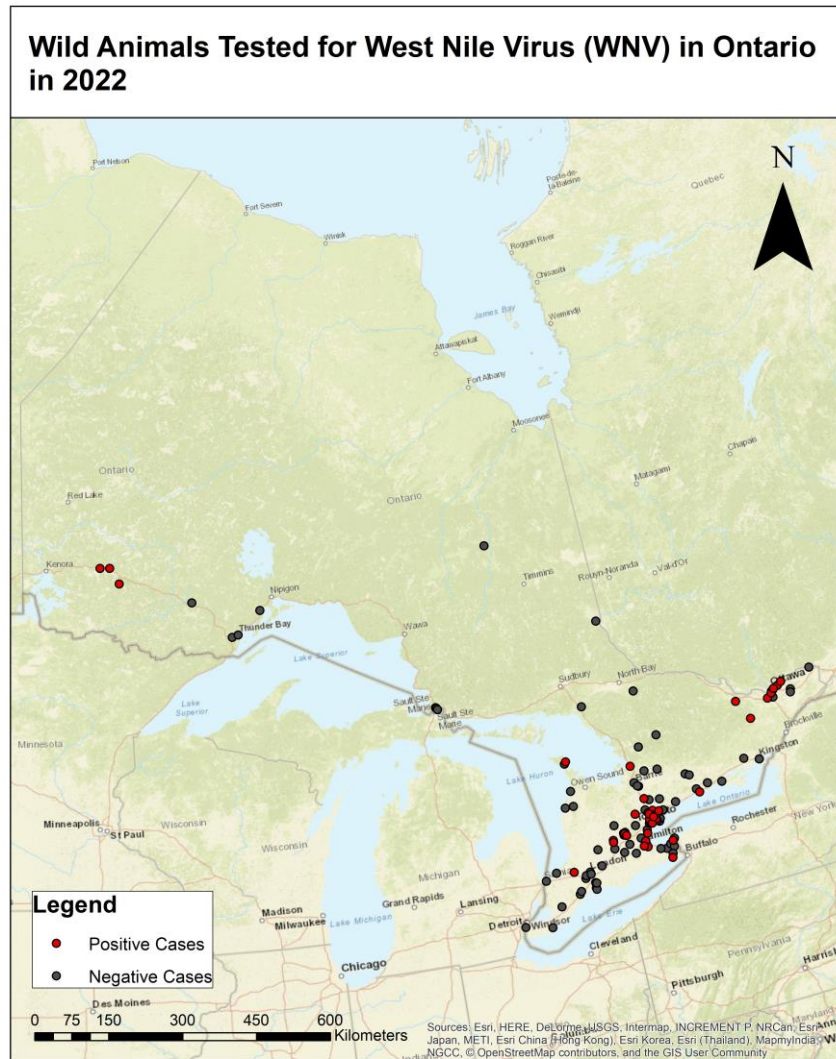 Wild Animals Tested for West Nile Virus (WNV) in Ontario
in 2022
N
Port Nelson
Fort Severn
Winisk
Poste-de-
la-Baleine
Quebec
Roggan River
Chisasibi
James Bay
Wemindji
Attawapiskat
Fort Albany
Moosonee
Chapais
Matagami
Ontario
Ontario
Red Lake
Kenora
Timmins
Rouyn-Noranda
Val-d'Or
Nipigon
Thunder Bay
Wawa
Lake Superior
Lake
Superior
Sudbury
North Bay
Sault Ste
Marie
Sault Ste
Marie
Brockville
Kingston
Minnesota
Lake Huron
Owen Sound
Barrie
Lake Ontario
Rochester
New York
Minneapolis
St Paul
Wisconsin
Wisconsin
Hamilton
Buffalo
Michigan
London
Grand Rapids
Lansing
Madison
Milwaukee
Lake Michigan
Detroit
Windsor
Lake Erie
Cleveland
Chicago
Pennsylvania
Pittsburgh
Harris
Des Moines
Maryland
Indiana
Legend
Positive Cases
Negative Cases
0 75 150 300 450 600
Kilometers
Sources: Esri, HERE, DeLorme, USGS, Intermap, INCREMENT P, NRCan, Esri
Japan, METI, Esri China (Hong Kong), Esri Korea, Esri (Thailand), MapmyIndia,
NGCC, © OpenStreetMap contributors, and the GIS User Community